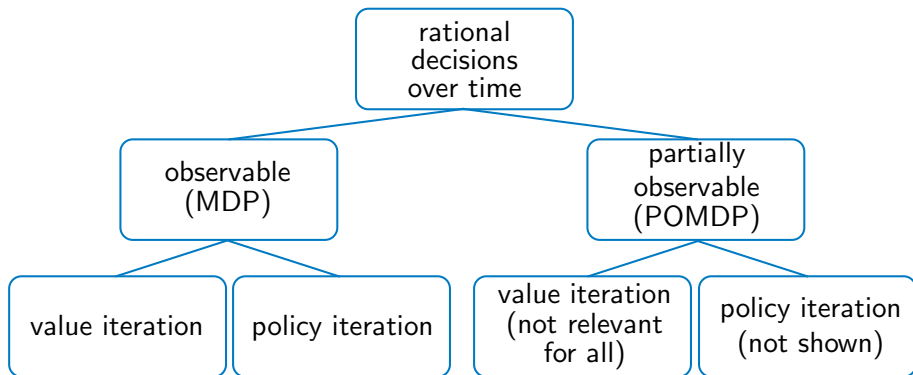 rational
decisions
over time
observable
(MDP)
partially
observable
(POMDP)
value iteration
policy iteration
value iteration
(not relevant
for all)
policy iteration
(not shown)